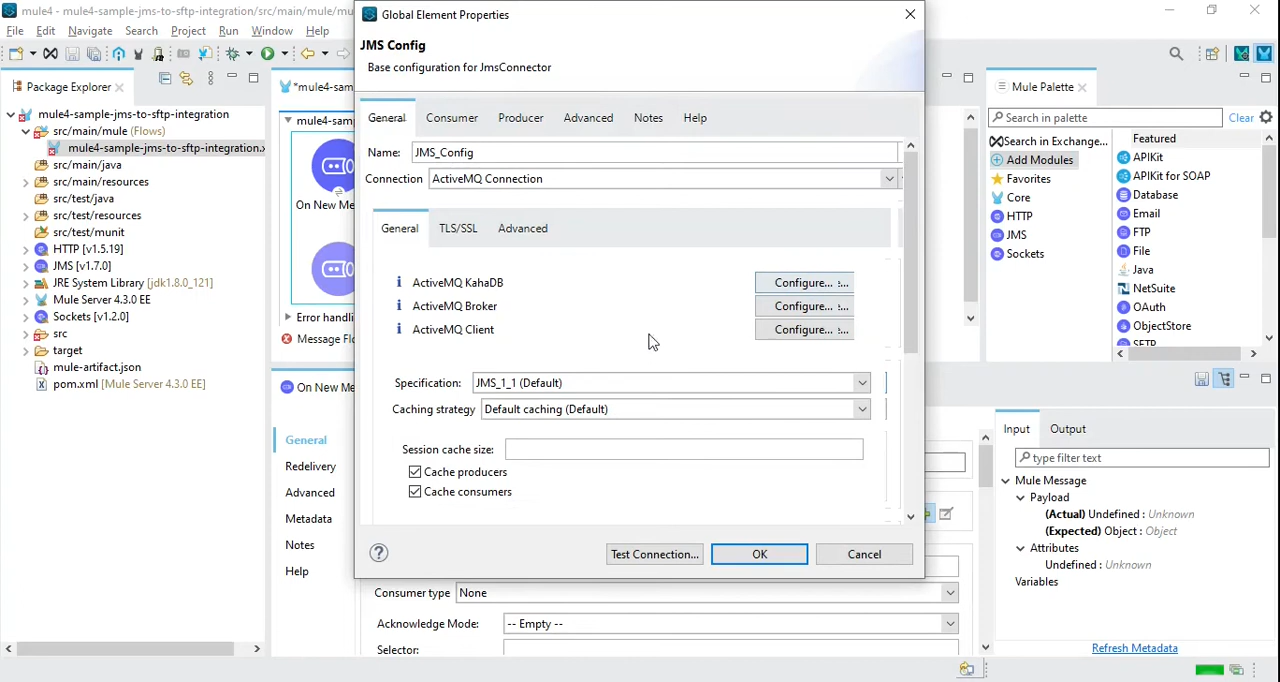 mule4 - mule4-sample-jms-to-sftp-integration/src/main/mule/mu
File Edit Navigate Search Project Run Window Help
Package Explorer
mule4-sample-jms-to-sftp-integration
src/main/mule (Flows)
mule4-sample-jms-to-sftp-integration.x
src/main/java
src/main/resources
src/test/java
src/test/resources
src/test/munit
HTTP [v1.5.19]
JMS [v1.7.0]
JRE System Library [jdk1.8.0_121]
Mule Server 4.3.0 EE
Sockets [v1.2.0]
src
target
mule-artifact.json
pom.xml [Mule Server 4.3.0 EE]
*mule4-sam
mule4-samp
On New Me
Error handli
Message Flo
On New Me
General
Redelivery
Advanced
Metadata
Notes
Help
Global Element Properties
JMS Config
Base configuration for JmsConnector
General Consumer Producer Advanced Notes Help
Name: JMS_Config
Connection ActiveMQ Connection
General TLS/SSL Advanced
ActiveMQ KahaDB Configure...
ActiveMQ Broker Configure...
ActiveMQ Client Configure...
Specification: JMS_1_1 (Default)
Caching strategy Default caching (Default)
Session cache size:
Cache producers
Cache consumers
Test Connection... OK Cancel
Consumer type None
Acknowledge Mode: -- Empty --
Selector:
Mule Palette
Search in palette Clear
Search in Exchange...
Add Modules
Favorites
Core
HTTP
JMS
Sockets
Featured
APIKit
APIKit for SOAP
Database
Email
FTP
File
Java
NetSuite
OAuth
ObjectStore
SFTP
Input Output
type filter text
Mule Message
Payload
(Actual) Undefined : Unknown
(Expected) Object : Object
Attributes
Undefined : Unknown
Variables
Refresh Metadata